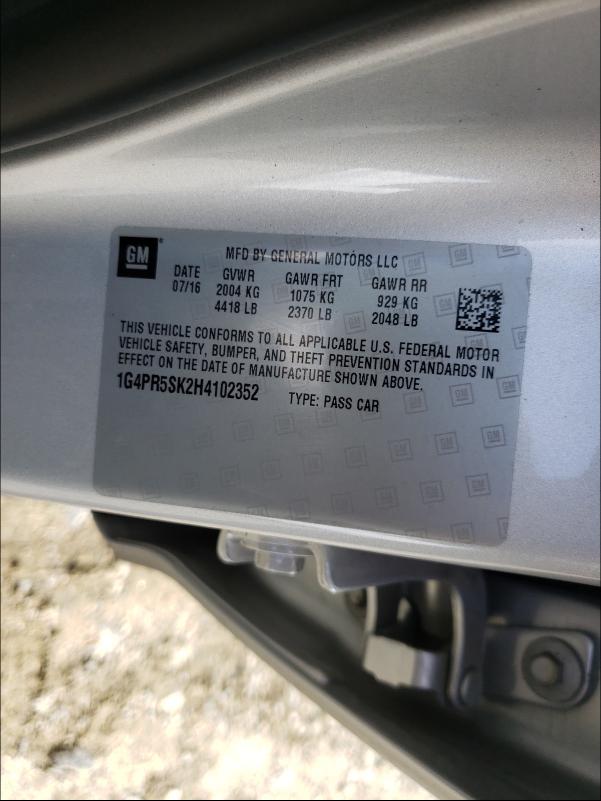 GM
MFD BY GENERAL MOTORS LLC
DATE GVWR GAWR FRT GAWR RR
07/16 2004 KG 1075 KG 929 KG
4418 LB 2370 LB 2048 LB
THIS VEHICLE CONFORMS TO ALL APPLICABLE U.S. FEDERAL MOTOR
VEHICLE SAFETY, BUMPER, AND THEFT PREVENTION STANDARDS IN
EFFECT ON THE DATE OF MANUFACTURE SHOWN ABOVE.
1G4PR5SK2H4102352 TYPE: PASS CAR